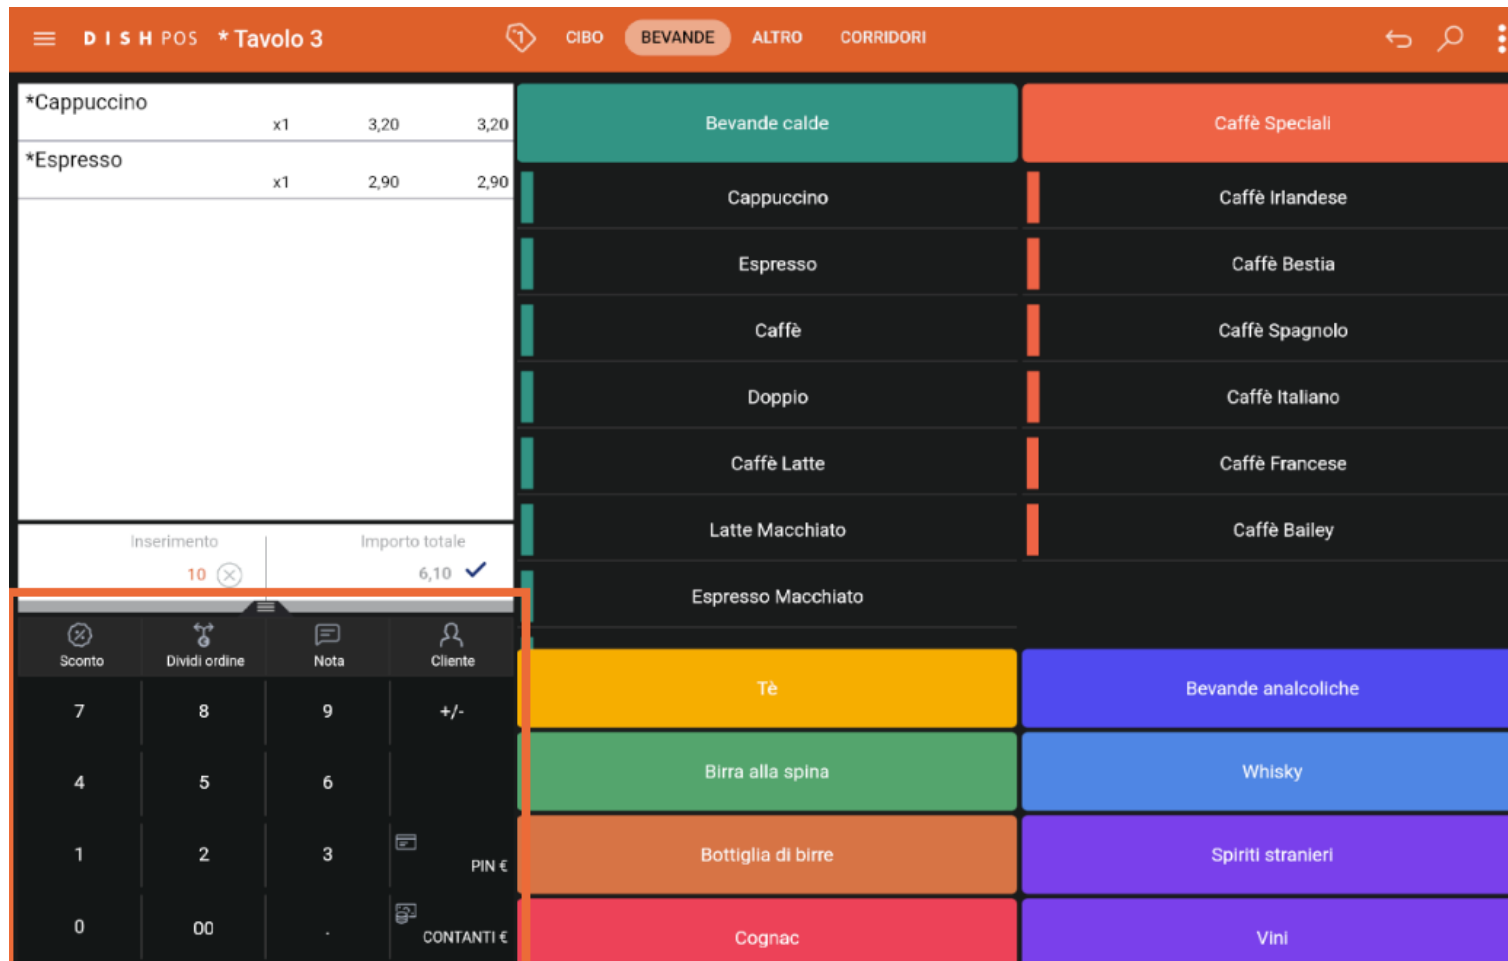 DISH POS * Tavolo 3
1 CIBO BEVANDE ALTRO CORRIDORI
*Cappuccino
x1 3,20 3,20
*Espresso
x1 2,90 2,90
Inserimento Importo totale
10 6,10
Sconto Dividi ordine Nota Cliente
7 8 9 +/-
4 5 6
1 2 3 PIN €
0 00 . CONTANTI €
Bevande calde
Cappuccino
Espresso
Caffè
Doppio
Caffè Latte
Latte Macchiato
Espresso Macchiato
Caffè Speciali
Caffè Irlandese
Caffè Bestia
Caffè Spagnolo
Caffè Italiano
Caffè Francese
Caffè Bailey
Tè Bevande analcoliche
Birra alla spina Whisky
Bottiglia di birre Spiriti stranieri
Cognac Vini